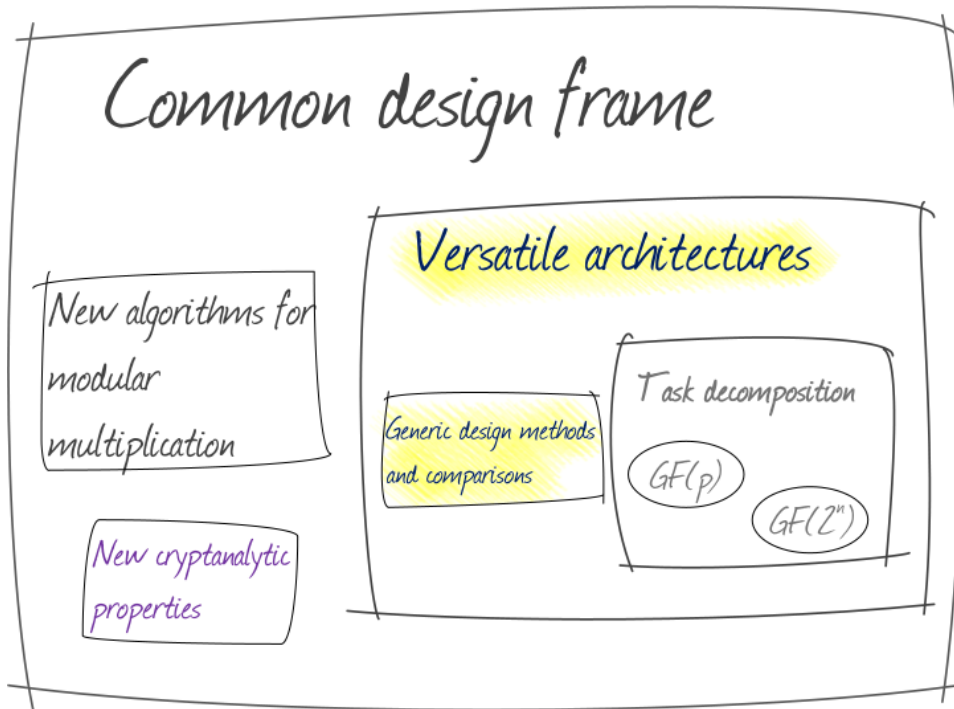 Common design frame
Versatile architectures
New algorithms for
modular
multiplication
Task decomposition
Generic design methods
and comparisons
GF(p)
GF(2ⁿ)
New cryptanalytic
properties